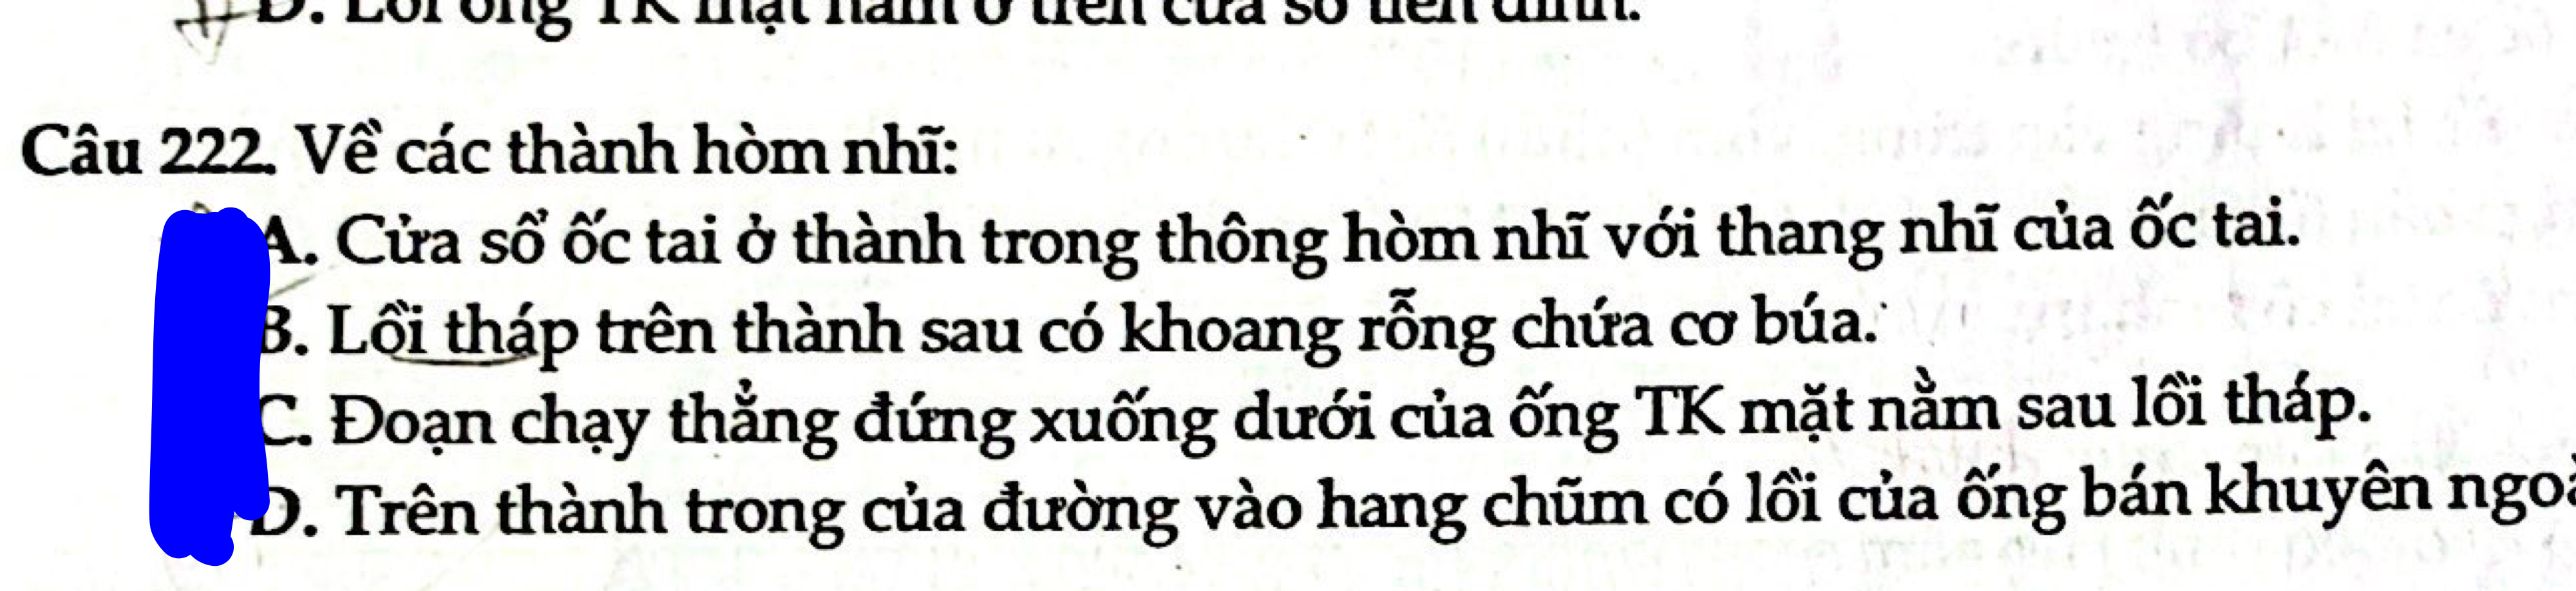 D. Lồi ống TK mặt nằm ở trên cửa sổ tiền đình.
Câu 222. Về các thành hòm nhĩ:
A. Cửa sổ ốc tai ở thành trong thông hòm nhĩ với thang nhĩ của ốc tai.
B. Lồi tháp trên thành sau có khoang rỗng chứa cơ búa.
C. Đoạn chạy thẳng đứng xuống dưới của ống TK mặt nằm sau lồi tháp.
D. Trên thành trong của đường vào hang chũm có lồi của ống bán khuyên